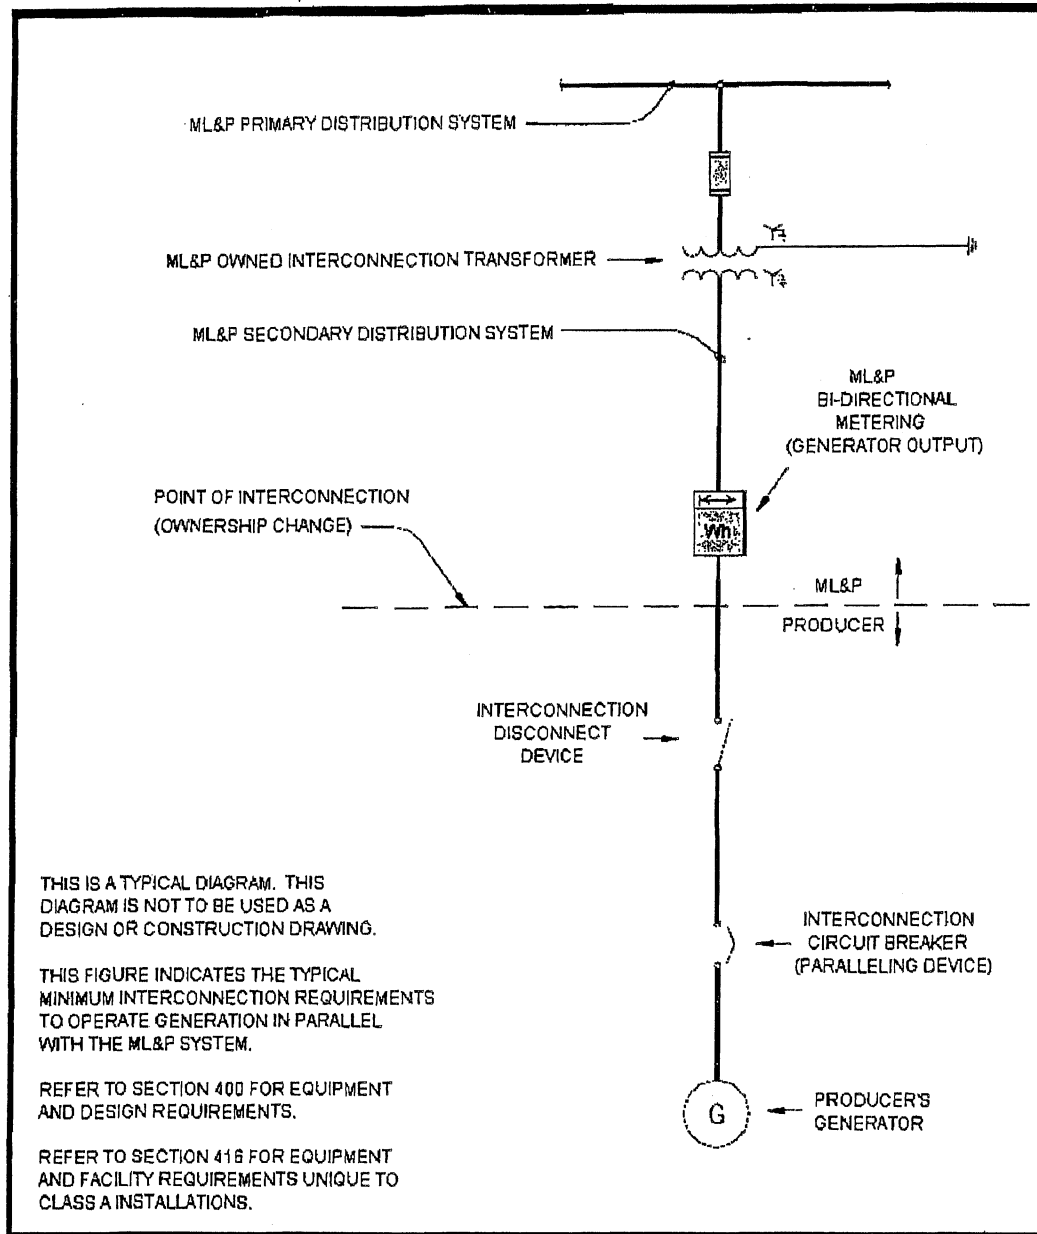 ML&P PRIMARY DISTRIBUTION SYSTEM
ML&P OWNED INTERCONNECTION TRANSFORMER
ML&P SECONDARY DISTRIBUTION SYSTEM
ML&P
BI-DIRECTIONAL
METERING
(GENERATOR OUTPUT)
POINT OF INTERCONNECTION
(OWNERSHIP CHANGE)
Wh
ML&P
PRODUCER
INTERCONNECTION
DISCONNECT
DEVICE
THIS IS A TYPICAL DIAGRAM. THIS
DIAGRAM IS NOT TO BE USED AS A
DESIGN OR CONSTRUCTION DRAWING.
INTERCONNECTION
CIRCUIT BREAKER
(PARALLELING DEVICE)
THIS FIGURE INDICATES THE TYPICAL
MINIMUM INTERCONNECTION REQUIREMENTS
TO OPERATE GENERATION IN PARALLEL
WITH THE ML&P SYSTEM.
REFER TO SECTION 400 FOR EQUIPMENT
AND DESIGN REQUIREMENTS.
G
PRODUCER'S
GENERATOR
REFER TO SECTION 416 FOR EQUIPMENT
AND FACILITY REQUIREMENTS UNIQUE TO
CLASS A INSTALLATIONS.